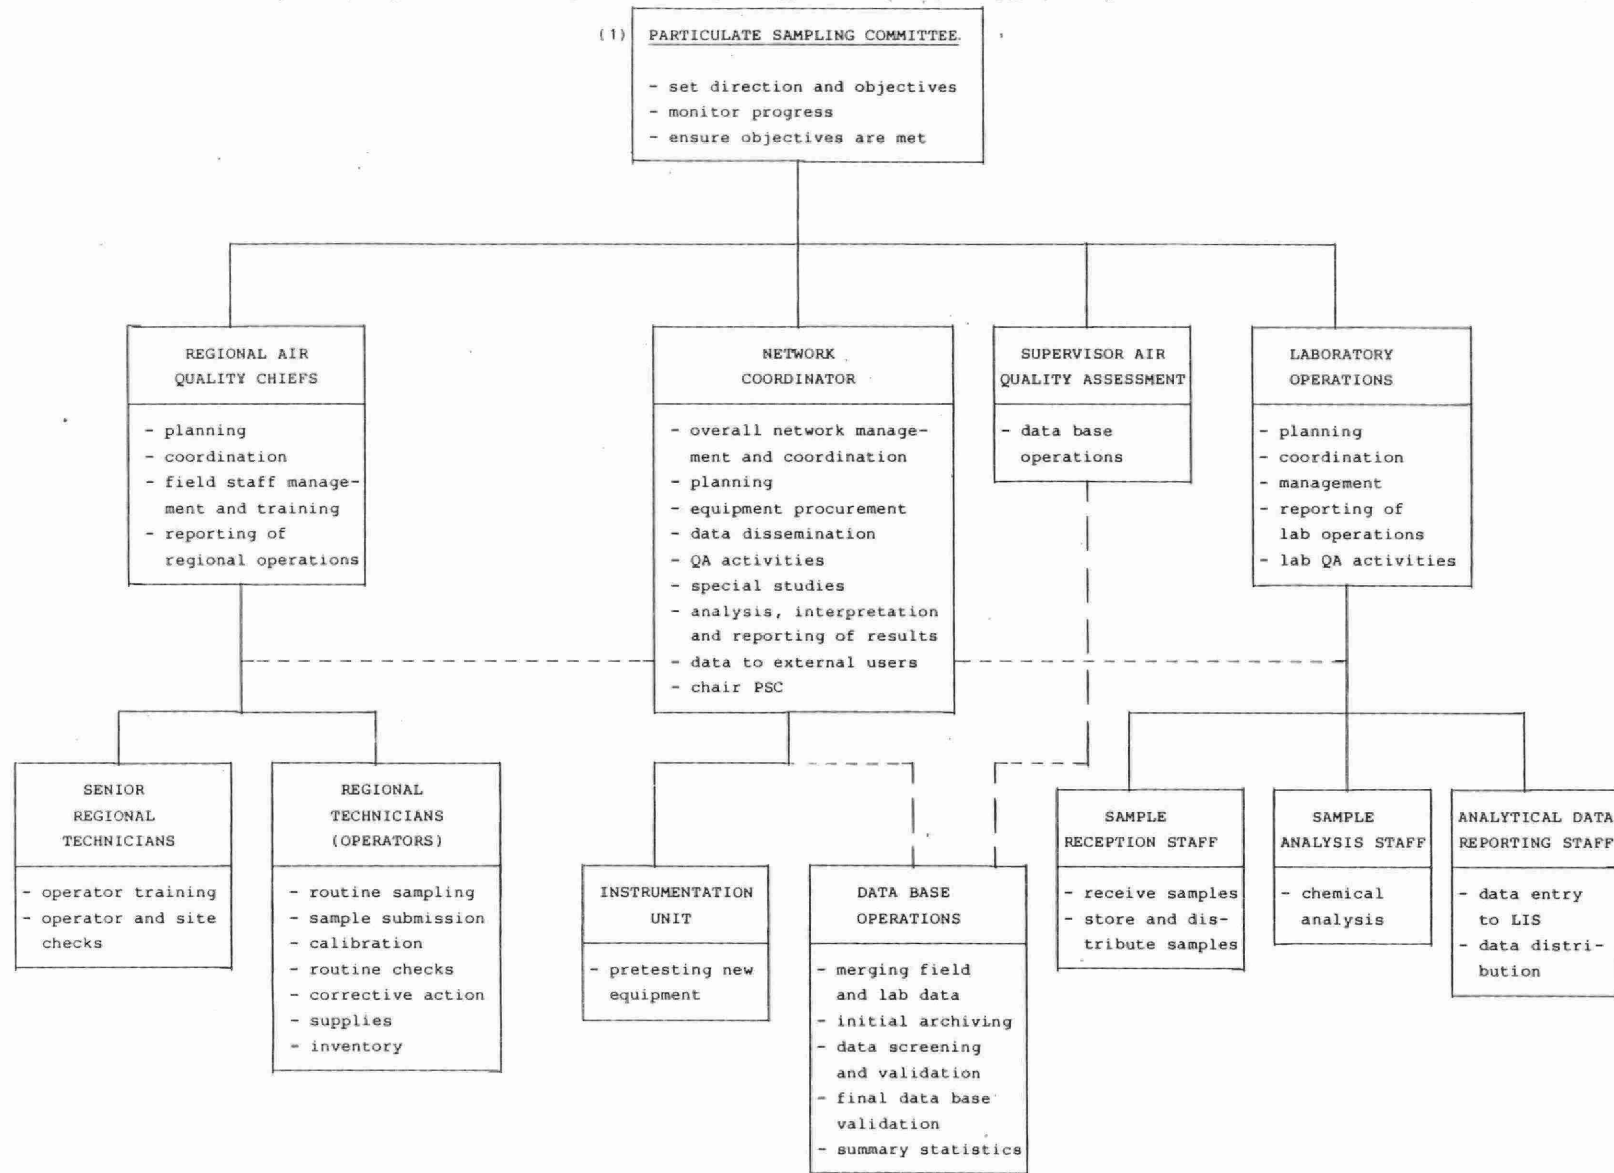 (1) PARTICULATE SAMPLING COMMITTEE.
- set direction and objectives
- monitor progress
- ensure objectives are met
REGIONAL AIR
QUALITY CHIEFS
- planning
- coordination
- field staff manage-
ment and training
- reporting of
regional operations
NETWORK
COORDINATOR
- overall network manage-
ment and coordination
- planning
- equipment procurement
- data dissemination
- QA activities
- special studies
- analysis, interpretation
and reporting of results
- data to external users
- chair PSC
SUPERVISOR AIR
QUALITY ASSESSMENT
- data base
operations
LABORATORY
OPERATIONS
- planning
- coordination
- management
- reporting of
lab operations
- lab QA activities
SENIOR
REGIONAL
TECHNICIANS
- operator training
- operator and site
checks
REGIONAL
TECHNICIANS
(OPERATORS)
- routine sampling
- sample submission
- calibration
- routine checks
- corrective action
- supplies
- inventory
INSTRUMENTATION
UNIT
- pretesting new
equipment
DATA BASE
OPERATIONS
- merging field
and lab data
- initial archiving
- data screening
and validation
- final data base
validation
- summary statistics
SAMPLE
RECEPTION STAFF
- receive samples
- store and dis-
tribute samples
SAMPLE
ANALYSIS STAFF
- chemical
analysis
ANALYTICAL DATA
REPORTING STAFF
- data entry
to LIS
- data distri-
bution